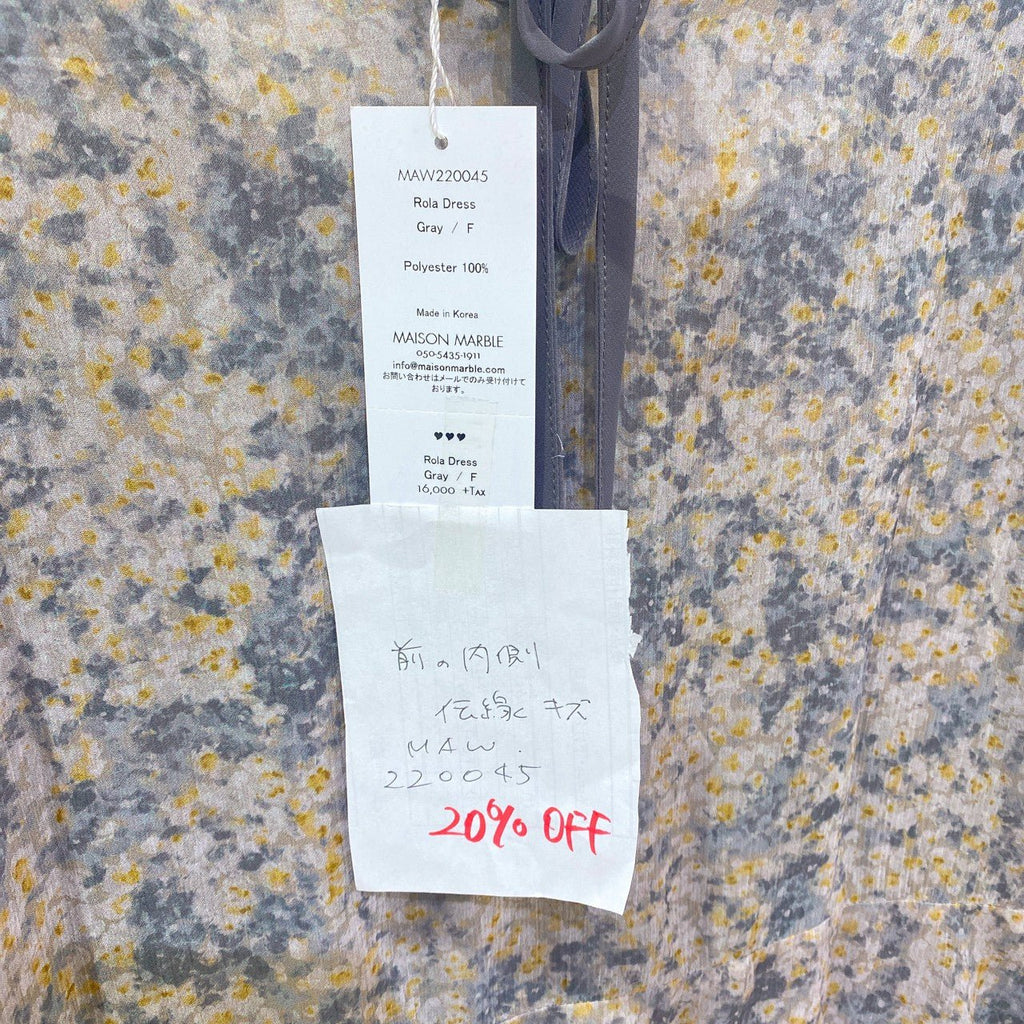 MAW220045
Rola Dress
Gray / F
Polyester 100%
Made in Korea
MAISON MARBLE
050-5435-1911
info@maisonmarble.com
お問い合わせはメールでのみ受け付けて
おります。
♥♥♥
Rola Dress
Gray / F
16,000 +TAX
前の内側
伝線キズ
MAW.
220045
20% OFF